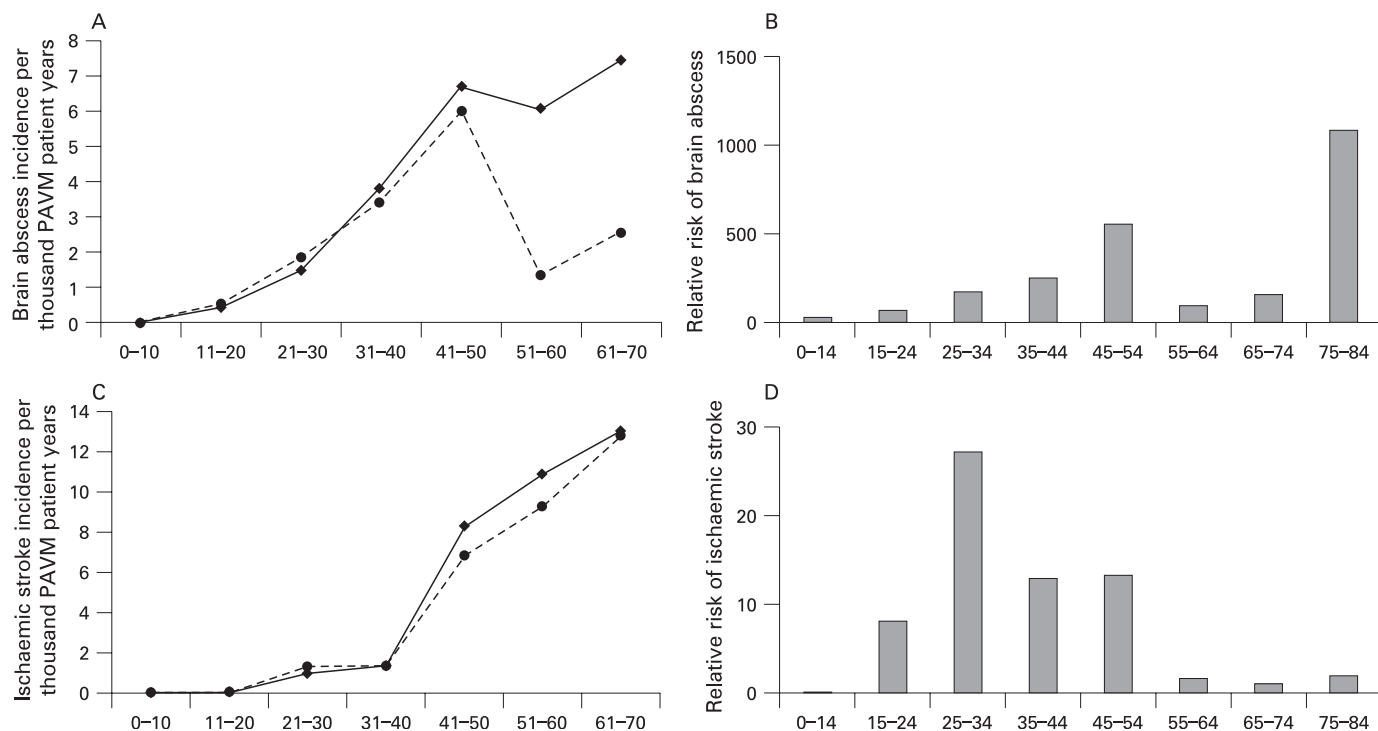 A
Brain abscess incidence per
thousand PAVM patient years
8
7
6
5
4
3
2
1
0
0–10 11–20 21–30 31–40 41–50 51–60 61–70
B
Relative risk of brain abscess
1500
1000
500
0
0–14 15–24 25–34 35–44 45–54 55–64 65–74 75–84
C
Ischaemic stroke incidence per
thousand PAVM patient years
14
12
10
8
6
4
2
0
0–10 11–20 21–30 31–40 41–50 51–60 61–70
D
Relative risk of ischaemic stroke
30
20
10
0
0–14 15–24 25–34 35–44 45–54 55–64 65–74 75–84